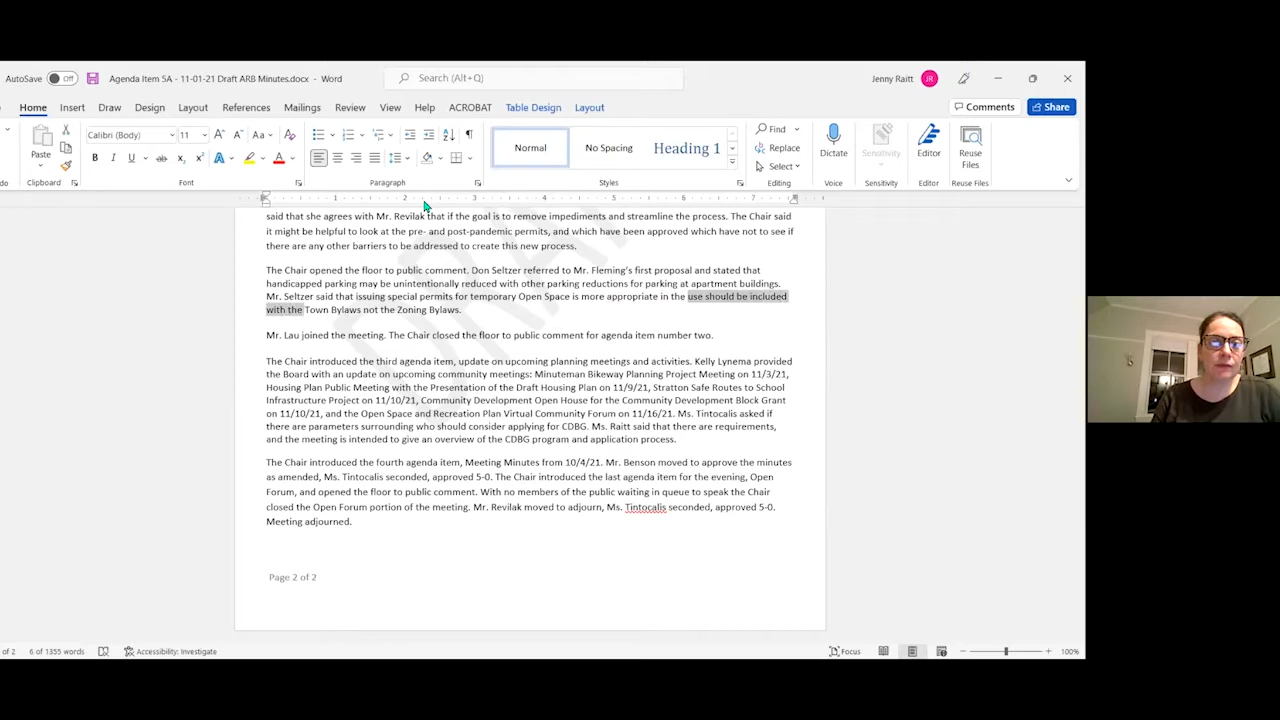 AutoSave Off Agenda Item 5A - 11-01-21 Draft ARB Minutes.docx - Word Search (Alt+Q) Jenny Raitt JR
Home Insert Draw Design Layout References Mailings Review View Help ACROBAT Table Design Layout Comments Share
Paste Calibri (Body) 11 Aa Normal No Spacing Heading 1 Find Replace Select Dictate Sensitivity Editor Reuse Files
Clipboard Font Paragraph Styles Editing Voice Sensitivity Editor Reuse Files
1 2 3 4 5 6 7
said that she agrees with Mr. Revilak that if the goal is to remove impediments and streamline the process. The Chair said
it might be helpful to look at the pre- and post-pandemic permits, and which have been approved which have not to see if
there are any other barriers to be addressed to create this new process.
The Chair opened the floor to public comment. Don Seltzer referred to Mr. Fleming's first proposal and stated that
handicapped parking may be unintentionally reduced with other parking reductions for parking at apartment buildings.
Mr. Seltzer said that issuing special permits for temporary Open Space is more appropriate in the use should be included
with the Town Bylaws not the Zoning Bylaws.
Mr. Lau joined the meeting. The Chair closed the floor to public comment for agenda item number two.
The Chair introduced the third agenda item, update on upcoming planning meetings and activities. Kelly Lynema provided
the Board with an update on upcoming community meetings: Minuteman Bikeway Planning Project Meeting on 11/3/21,
Housing Plan Public Meeting with the Presentation of the Draft Housing Plan on 11/9/21, Stratton Safe Routes to School
Infrastructure Project on 11/10/21, Community Development Open House for the Community Development Block Grant
on 11/10/21, and the Open Space and Recreation Plan Virtual Community Forum on 11/16/21. Ms. Tintocalis asked if
there are parameters surrounding who should consider applying for CDBG. Ms. Raitt said that there are requirements,
and the meeting is intended to give an overview of the CDBG program and application process.
The Chair introduced the fourth agenda item, Meeting Minutes from 10/4/21. Mr. Benson moved to approve the minutes
as amended, Ms. Tintocalis seconded, approved 5-0. The Chair introduced the last agenda item for the evening, Open
Forum, and opened the floor to public comment. With no members of the public waiting in queue to speak the Chair
closed the Open Forum portion of the meeting. Mr. Revilak moved to adjourn, Ms. Tintocalis seconded, approved 5-0.
Meeting adjourned.
Page 2 of 2
of 2 6 of 1355 words Accessibility: Investigate Focus 100%